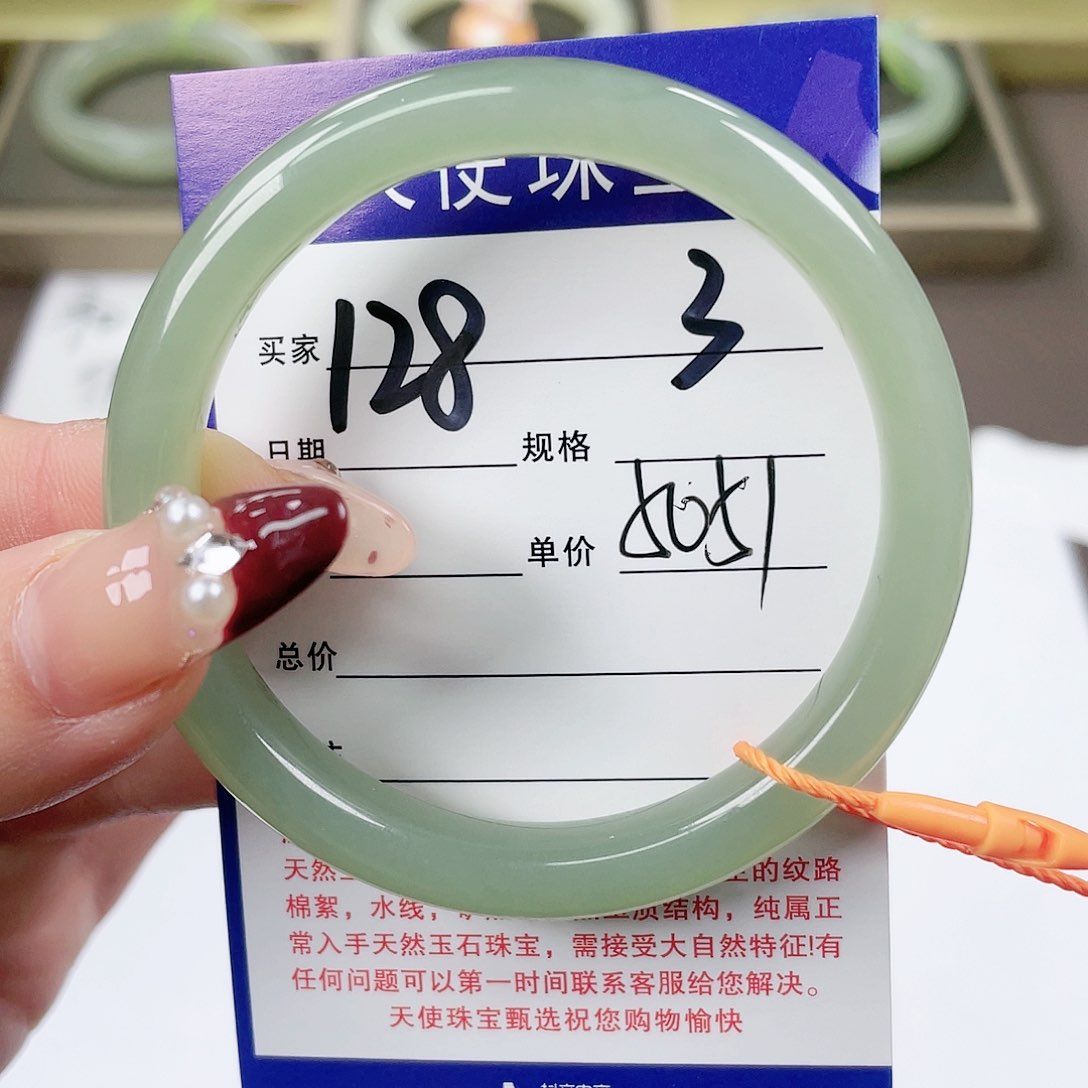 使珠
128 3
买家
日期 规格
单价 5051
总价
天然 的纹路
棉絮，水线， 质结构，纯属正
常入手天然玉石珠宝，需接受大自然特征!有
任何问题可以第一时间联系客服给您解决。
天使珠宝甄选祝您购物愉快